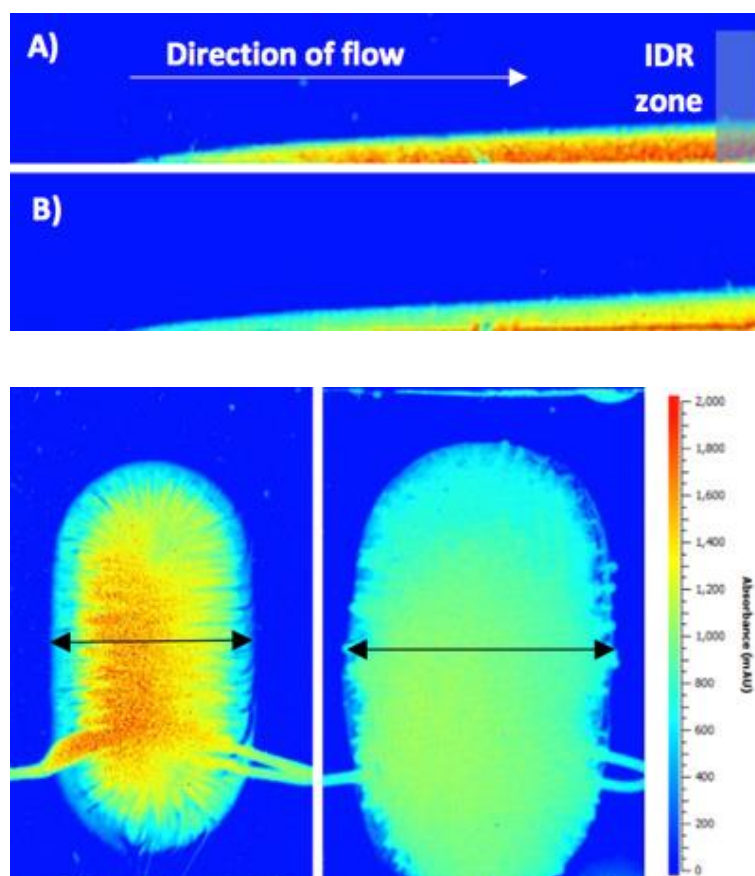 A)
Direction of flow
IDR
zone
B)
2,000
1,800
1,600
1,400
1,200
1,000
800
600
400
200
0
Absorbance (mAU)